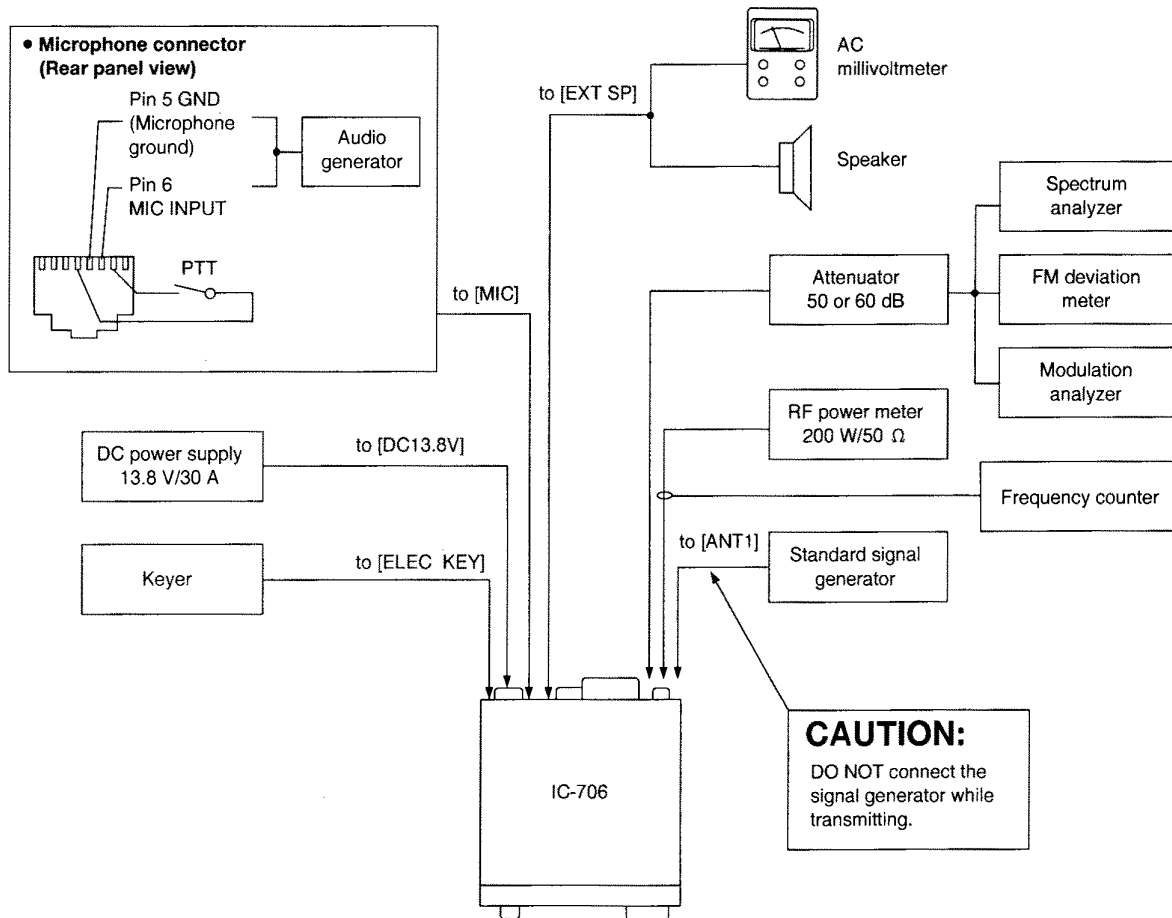 • Microphone connector
(Rear panel view)
Pin 5 GND
(Microphone
ground)
Audio
generator
Pin 6
MIC INPUT
PTT
to [MIC]
to [EXT SP]
AC
millivoltmeter
Speaker
Attenuator
50 or 60 dB
Spectrum
analyzer
FM deviation
meter
Modulation
analyzer
RF power meter
200 W/50 Ω
Frequency counter
DC power supply
13.8 V/30 A
to [DC13.8V]
Keyer
to [ELEC KEY]
to [ANT1]
Standard signal
generator
IC-706
CAUTION:
DO NOT connect the
signal generator while
transmitting.